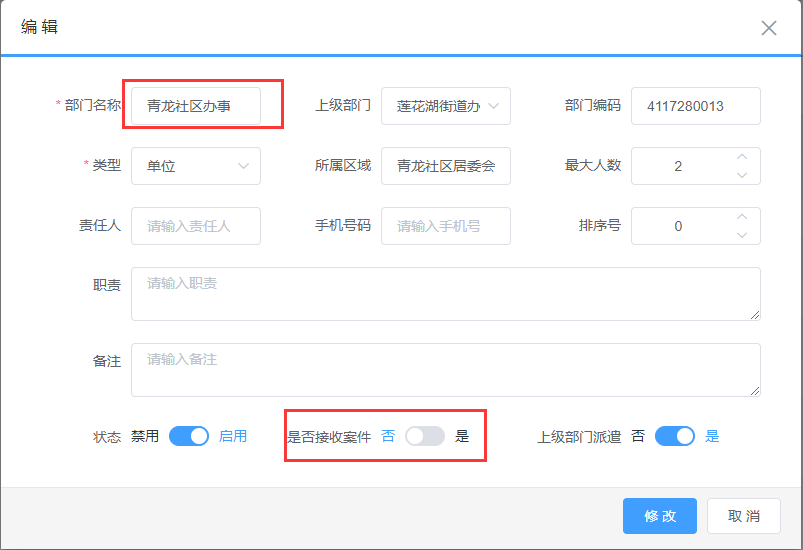 编 辑
* 部门名称 青龙社区办事 上级部门 莲花湖街道办 部门编码 4117280013
* 类型 单位 所属区域 青龙社区居委会 最大人数 2
责任人 请输入责任人 手机号码 请输入手机号 排序号 0
职责 请输入职责
备注 请输入备注
状态 禁用 启用 是否接收案件 否 是 上级部门派遣 否 是
修 改 取 消